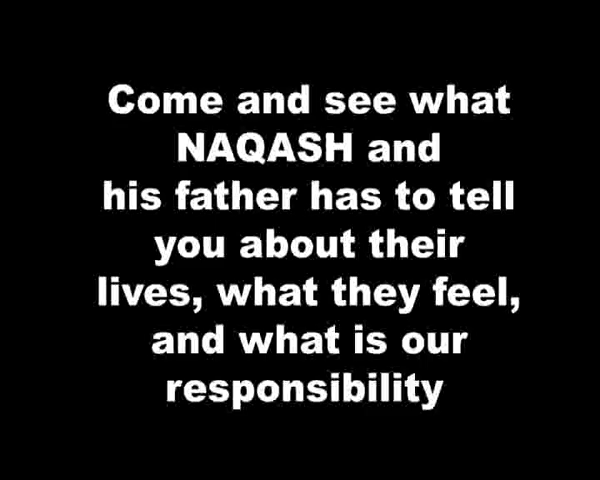 Come and see what
NAQASH and
his father has to tell
you about their
lives, what they feel,
and what is our
responsibility